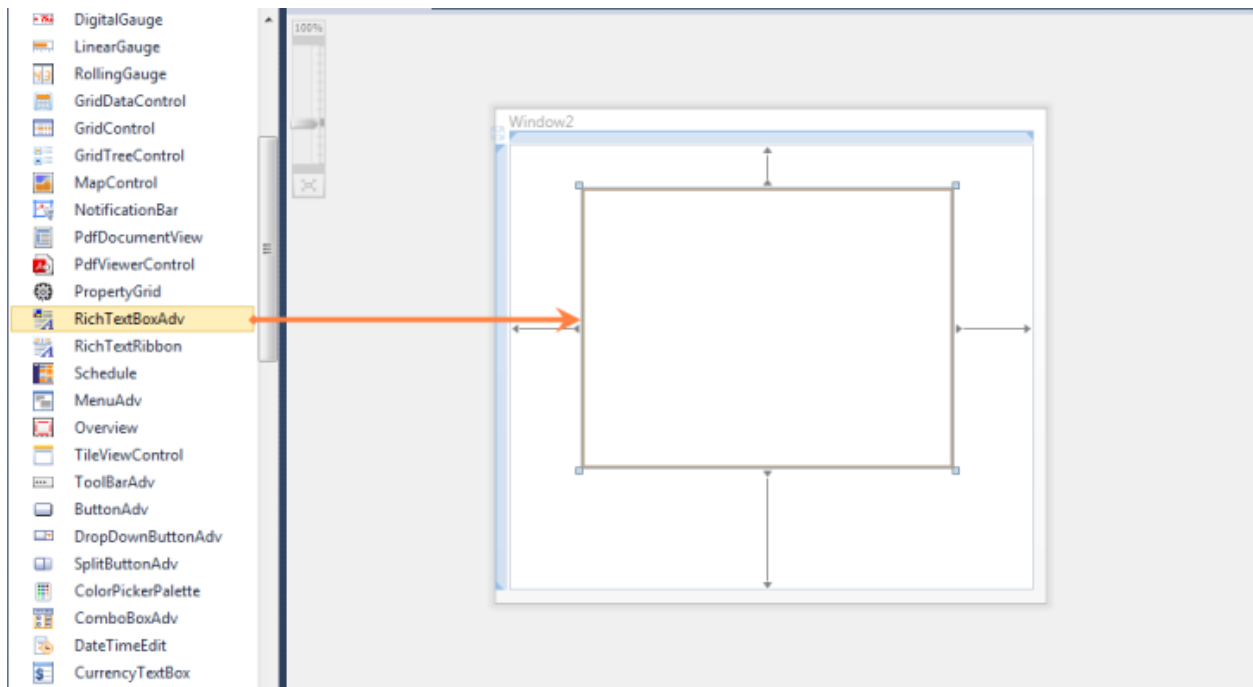 DigitalGauge
LinearGauge
RollingGauge
GridDataControl
GridControl
GridTreeControl
MapControl
NotificationBar
PdfDocumentView
PdfViewerControl
PropertyGrid
RichTextBoxAdv
RichTextRibbon
Schedule
MenuAdv
Overview
TileViewControl
ToolBarAdv
ButtonAdv
DropDownButtonAdv
SplitButtonAdv
ColorPickerPalette
ComboBoxAdv
DateTimeEdit
CurrencyTextBox
100%
Window2